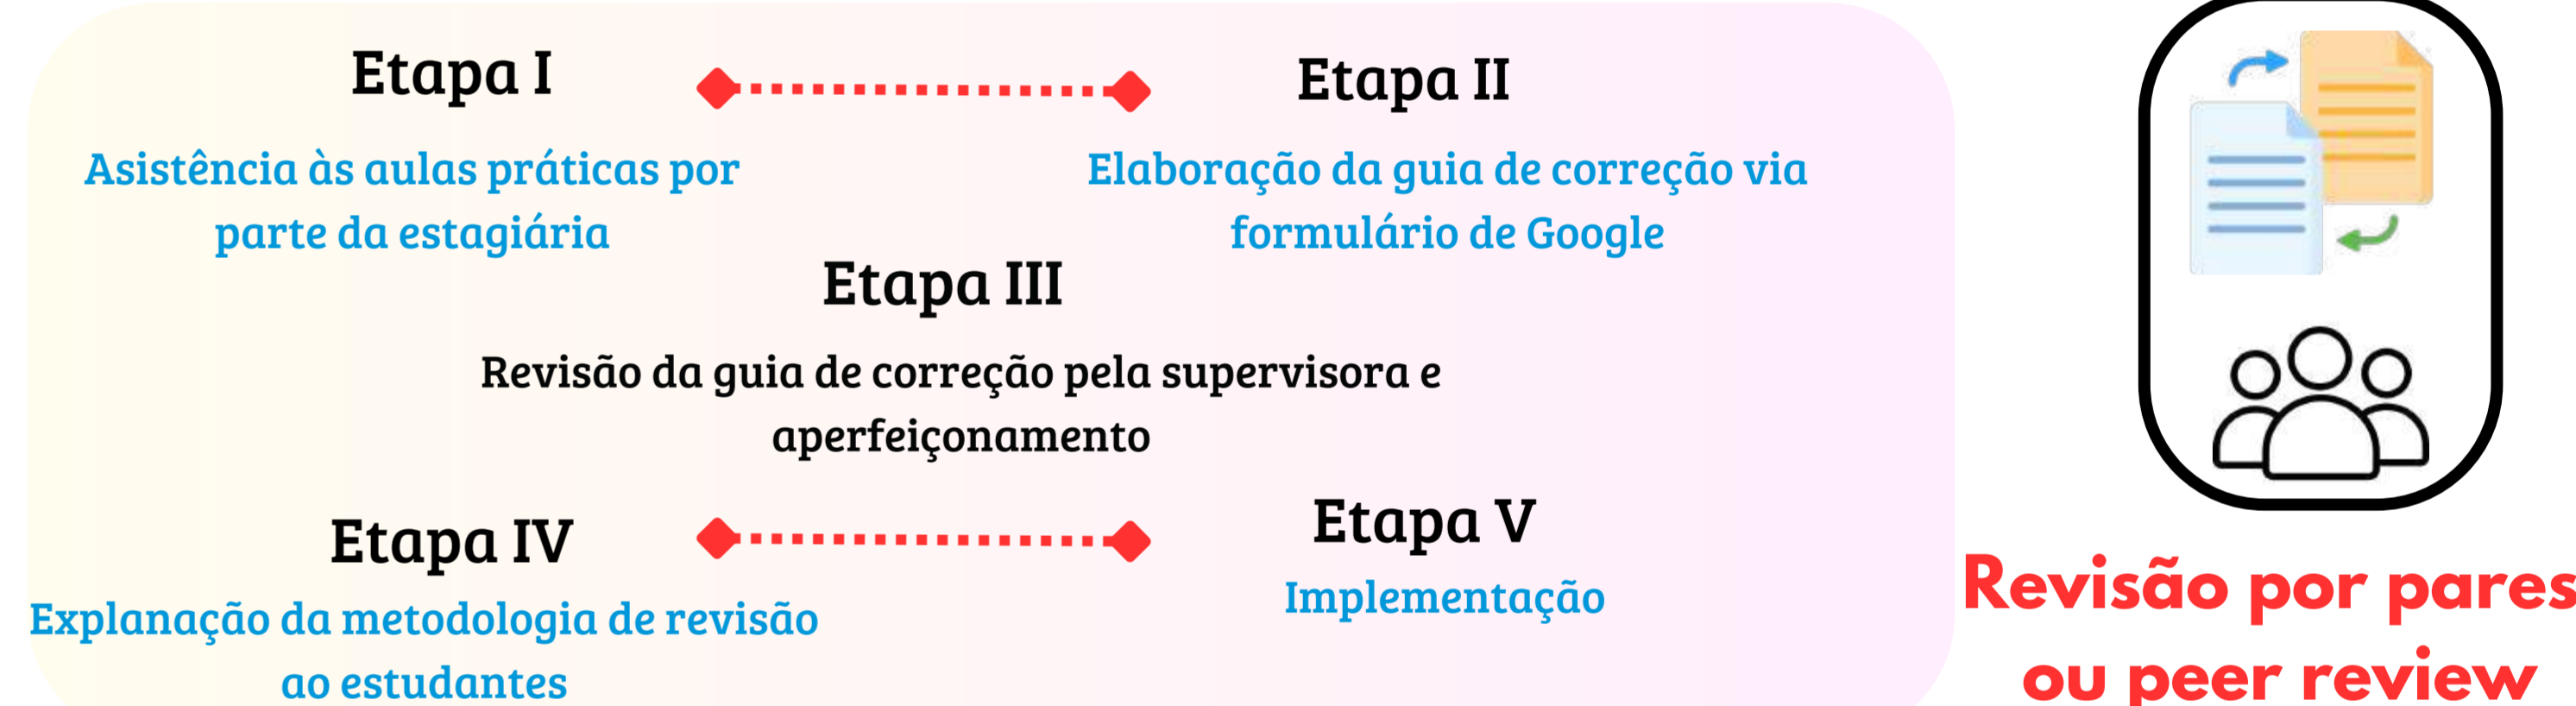 Etapa I
Asistência às aulas práticas por
parte da estagiária
Etapa II
Elaboração da guia de correção via
formulário de Google
Etapa III
Revisão da guia de correção pela supervisora e
aperfeiçonamento
Etapa IV
Explanação da metodologia de revisão
ao estudantes
Etapa V
Implementação
Revisão por pares
ou peer review